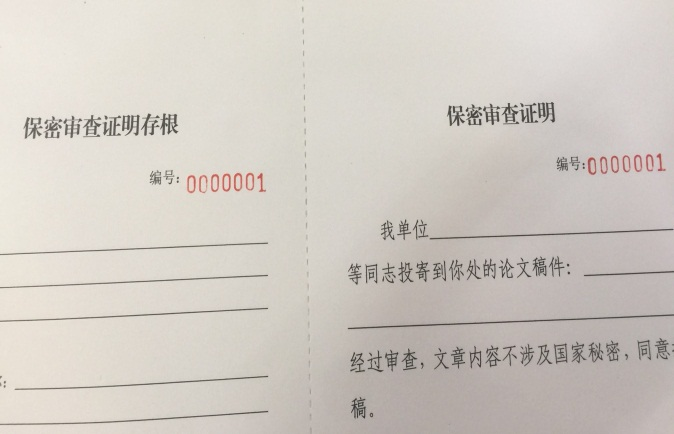 保密审查证明存根
编号：0000001
：
保密审查证明
编号：0000001
我单位
等同志投寄到你处的论文稿件：
经过审查，文章内容不涉及国家秘密，同意
稿。